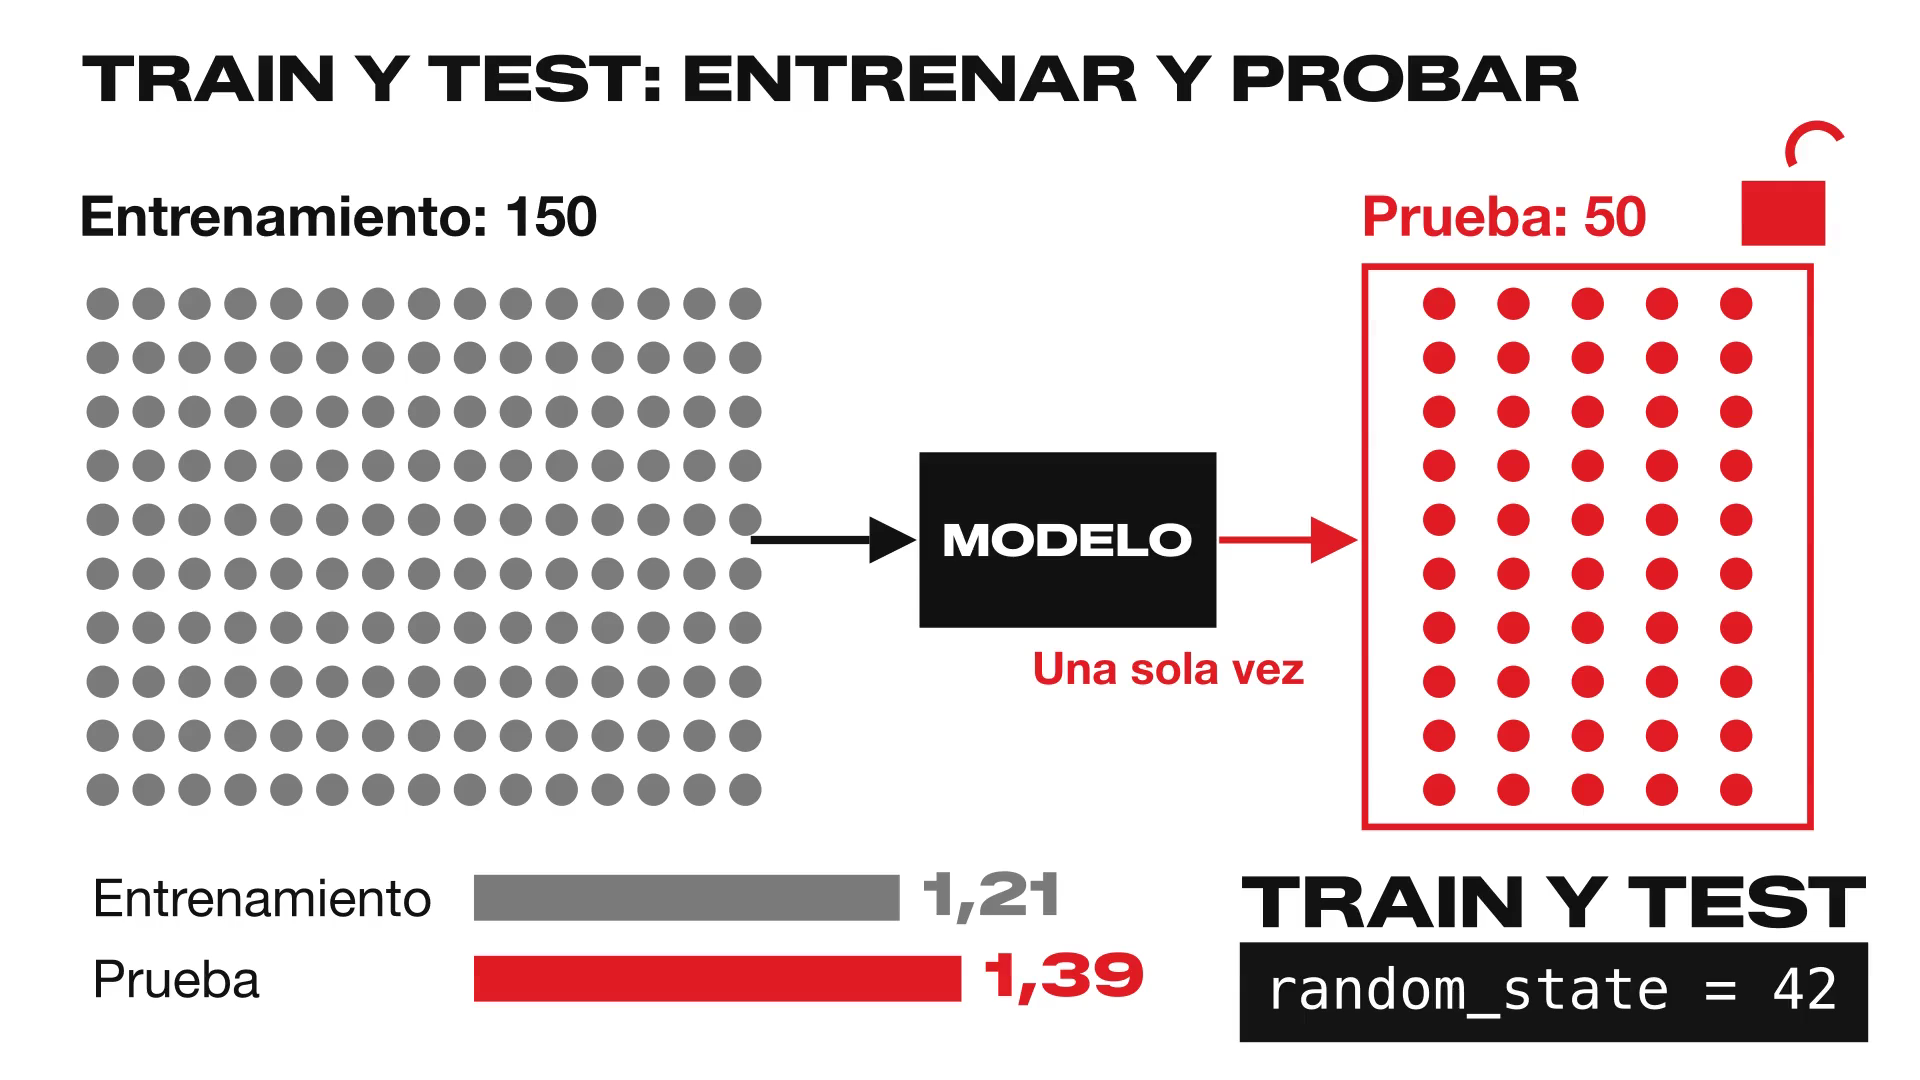 TRAIN Y TEST: ENTRENAR Y PROBAR
Entrenamiento: 150
Prueba: 50
MODELO
Una sola vez
Entrenamiento 1,21
Prueba 1,39
TRAIN Y TEST
random_state = 42